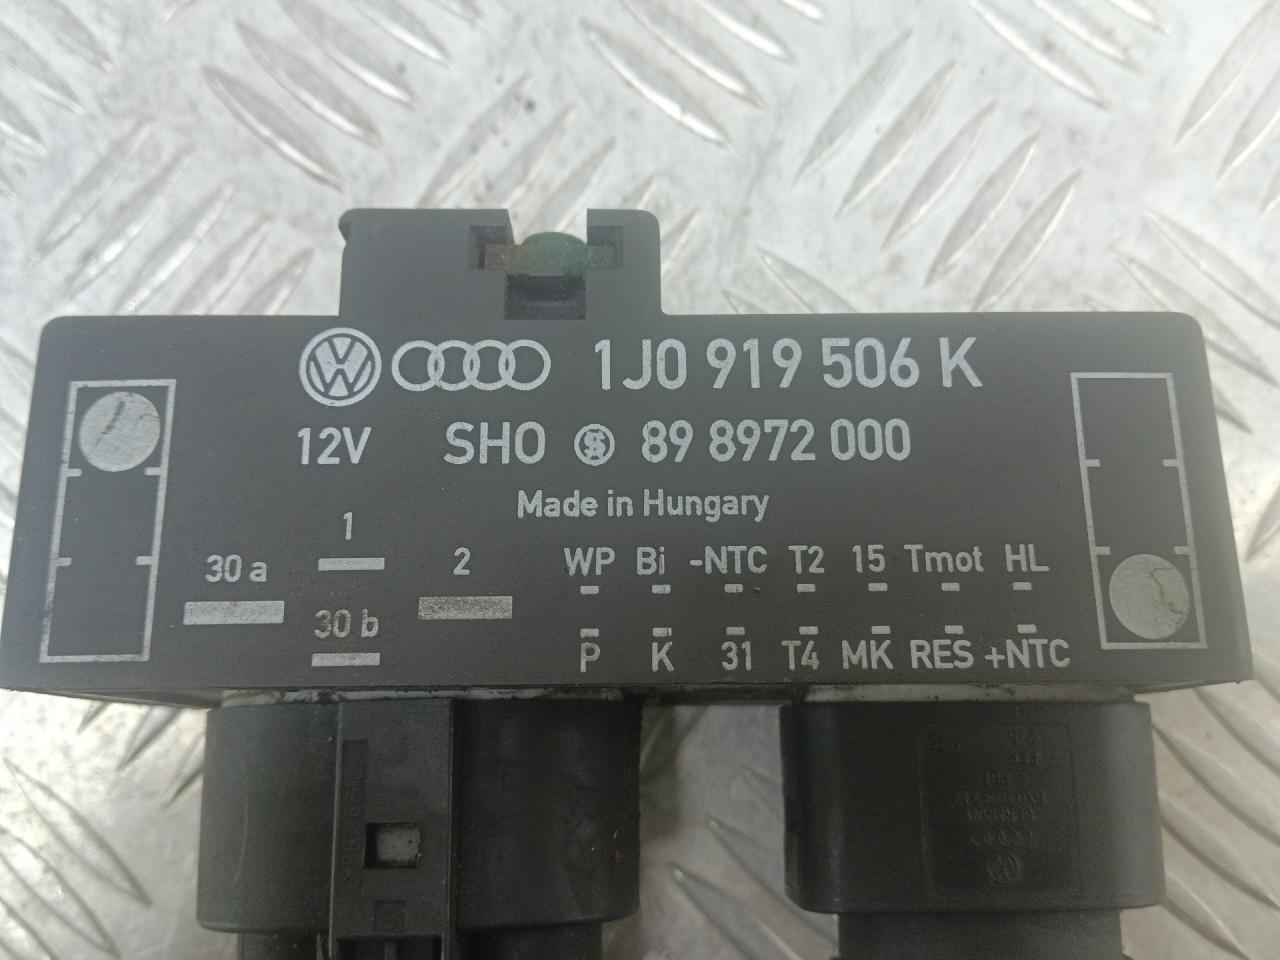 1J0 919 506 K
12V SHO 89 8972 000
Made in Hungary
1
30 a 2
30 b
WP Bi -NTC T2 15 Tmot HL
P K 31 T4 MK RES +NTC